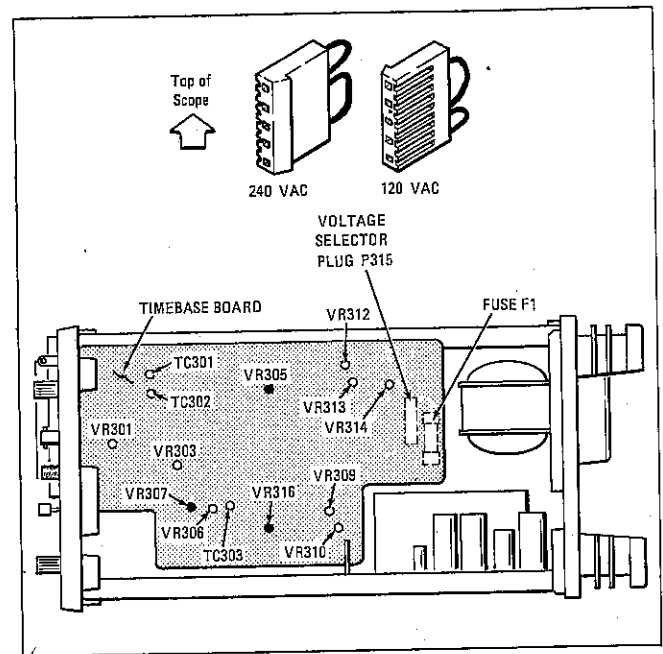 Top of
Scope
240 VAC
120 VAC
VOLTAGE
SELECTOR
PLUG P315
TIMEBASE BOARD
VR312
FUSE F1
TC301
VR305
TC302
VR313
VR314
VR301
VR303
VR309
VR307
VR316
VR306
TC303
VR310